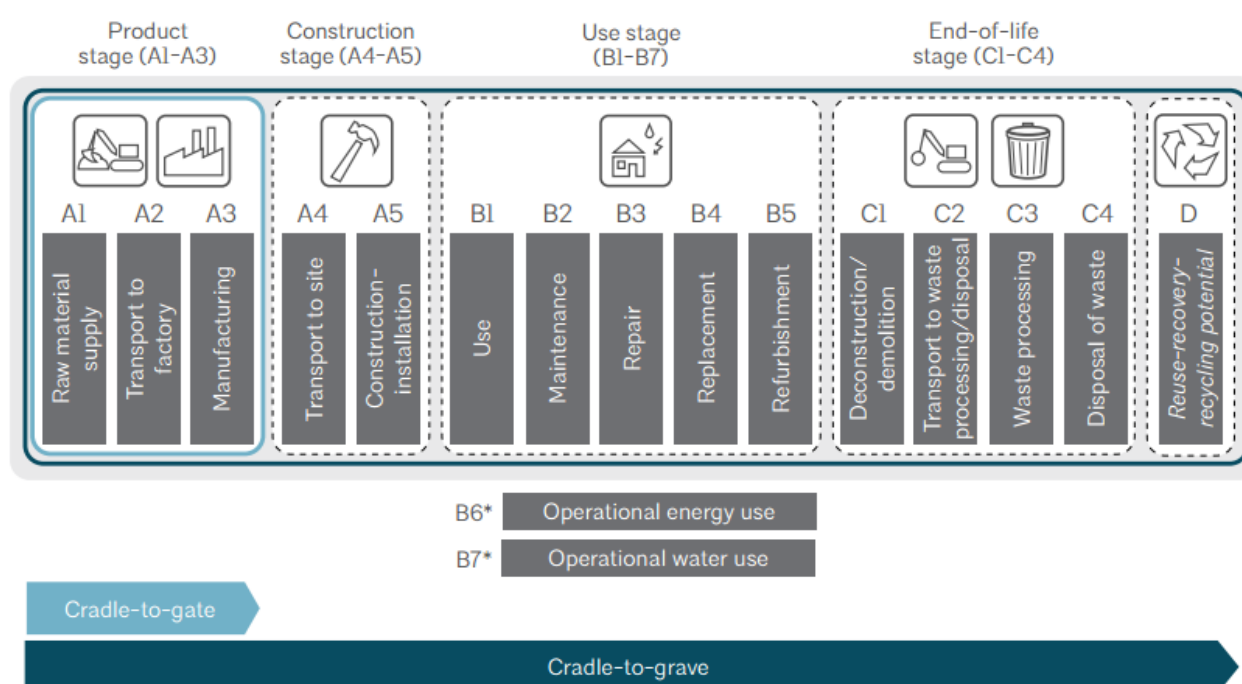 Product
stage (A1-A3)
Construction
stage (A4-A5)
Use stage
(B1-B7)
End-of-life
stage (C1-C4)
A1
A2
A3
A4
A5
B1
B2
B3
B4
B5
C1
C2
C3
C4
D
Raw material
supply
Transport to
factory
Manufacturing
Transport to site
Construction-
installation
Use
Maintenance
Repair
Replacement
Refurbishment
Deconstruction/
demolition
Transport to waste
processing/disposal
Waste processing
Disposal of waste
Reuse-recovery-
recycling potential
B6* Operational energy use
B7* Operational water use
Cradle-to-gate
Cradle-to-grave